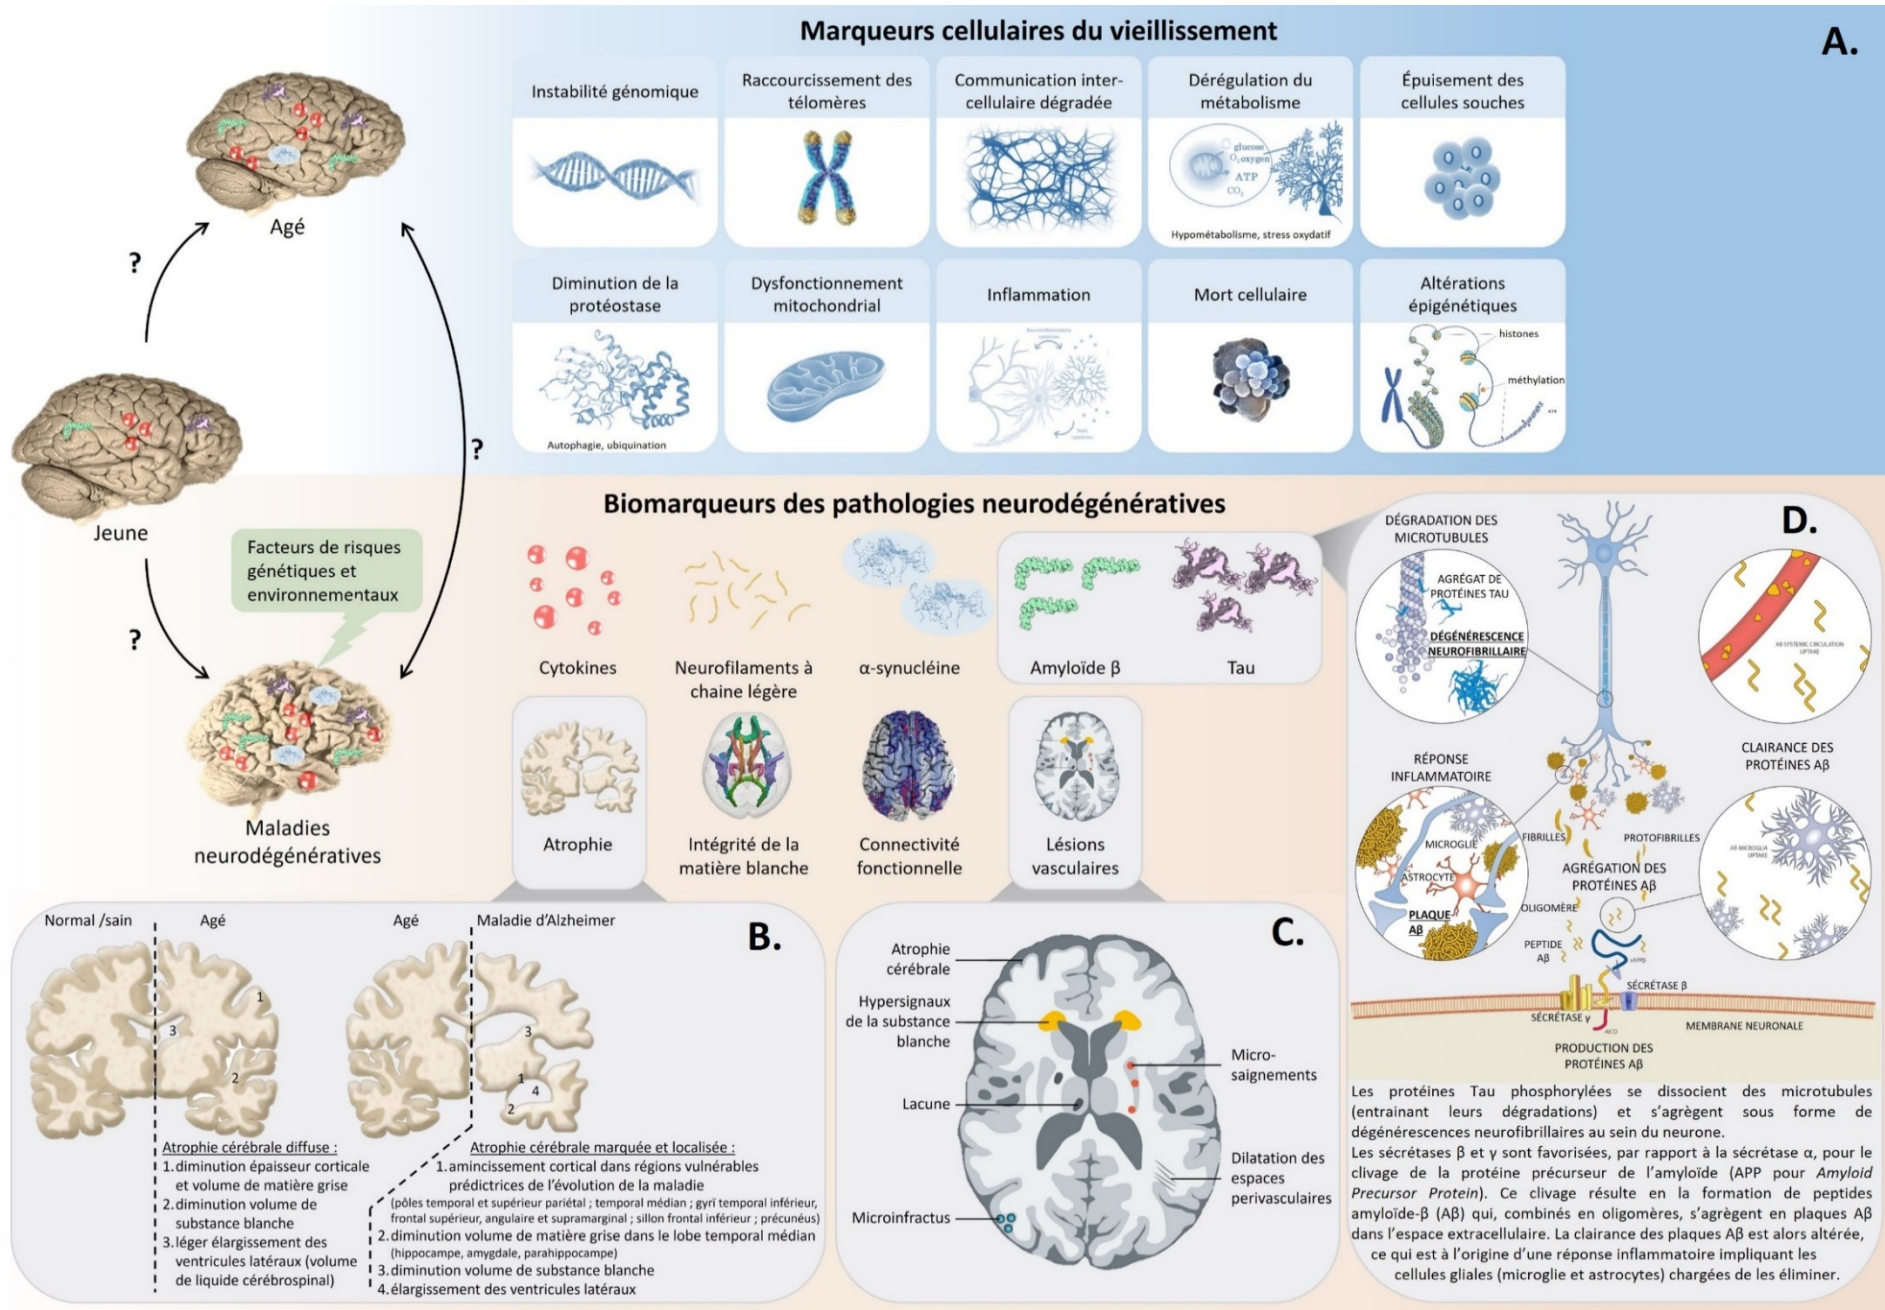 Marqueurs cellulaires du vieillissement
A.
Instabilité génomique
Raccourcissement des
télomères
Communication inter-
cellulaire dégradée
Dérégulation du
métabolisme
glucose
O₂ oxygen
ATP
CO₂
Hypométabolisme, stress oxydatif
Épuisement des
cellules souches
Diminution de la
protéostase
Autophagie, ubiquination
Dysfonctionnement
mitochondrial
Inflammation
Mort cellulaire
Altérations
épigénétiques
histones
méthylation
Agé
?
?
Jeune
?
Facteurs de risques
génétiques et
environnementaux
Maladies
neurodégénératives
Biomarqueurs des pathologies neurodégénératives
Cytokines
Neurofilaments à
chaine légère
α-synucléine
Amyloïde β
Tau
Atrophie
Intégrité de la
matière blanche
Connectivité
fonctionnelle
Lésions
vasculaires
B.
Normal /sain
Agé
Agé
Maladie d'Alzheimer
1
3
2
3
1
4
2
Atrophie cérébrale diffuse :
1. diminution épaisseur corticale
et volume de matière grise
2. diminution volume de
substance blanche
3. léger élargissement des
ventricules latéraux (volume
de liquide cérébrospinal)
Atrophie cérébrale marquée et localisée :
1. amincissement cortical dans régions vulnérables
prédictrices de l'évolution de la maladie
(pôles temporal et supérieur pariétal ; temporal médian ; gyrï temporal inférieur,
frontal supérieur, angulaire et supramarginal ; sillon frontal inférieur ; précunéus)
2. diminution volume de matière grise dans le lobe temporal médian
(hippocampe, amygdale, parahippocampe)
3. diminution volume de substance blanche
4. élargissement des ventricules latéraux
C.
Atrophie
cérébrale
Hypersignaux
de la substance
blanche
Lacune
Microinfractus
Micro-
saignements
Dilatation des
espaces
perivasculaires
D.
DÉGRADATION DES
MICROTUBULES
AGRÉGAT DE
PROTÉINES TAU
DÉGÉNÉRESCENCE
NEUROFIBRILLAIRE
AB SYSTEMIC CIRCULATION
UPTAKE
CLAIRANCE DES
PROTÉINES Aβ
RÉPONSE
INFLAMMATOIRE
MICROGLIE
ASTROCYTE
PLAQUE
Aβ
FIBRILLES
PROTOFIBRILLES
AB MICROGLIA
UPTAKE
AGRÉGATION DES
PROTÉINES Aβ
OLIGOMÈRE
PEPTIDE
Aβ
sAPPβ
SÉCRÉTASE β
SÉCRÉTASE γ
AICD
MEMBRANE NEURONALE
PRODUCTION DES
PROTÉINES Aβ
Les protéines Tau phosphorylées se dissocient des microtubules
(entrainant leurs dégradations) et s'agrègent sous forme de
dégénérescences neurofibrillaires au sein du neurone.
Les sécrétases β et γ sont favorisées, par rapport à la sécrétase α, pour le
clivage de la protéine précurseur de l'amyloïde (APP pour Amyloid
Precursor Protein). Ce clivage résulte en la formation de peptides
amyloïde-β (Aβ) qui, combinés en oligomères, s'agrègent en plaques Aβ
dans l'espace extracellulaire. La clairance des plaques Aβ est alors altérée,
ce qui est à l'origine d'une réponse inflammatoire impliquant les
cellules gliales (microglie et astrocytes) chargées de les éliminer.